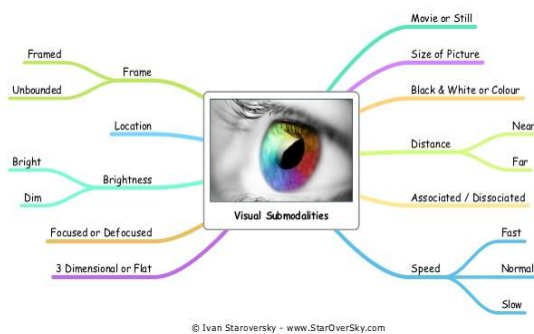 Movie or Still
Size of Picture
Black & White or Colour
Distance
Near
Far
Associated / Dissociated
Speed
Fast
Normal
Slow
Framed
Unbounded
Frame
Location
Bright
Dim
Brightness
Focused or Defocused
3 Dimensional or Flat
Visual Submodalities
© Ivan Staroversky - www.StarOverSky.com